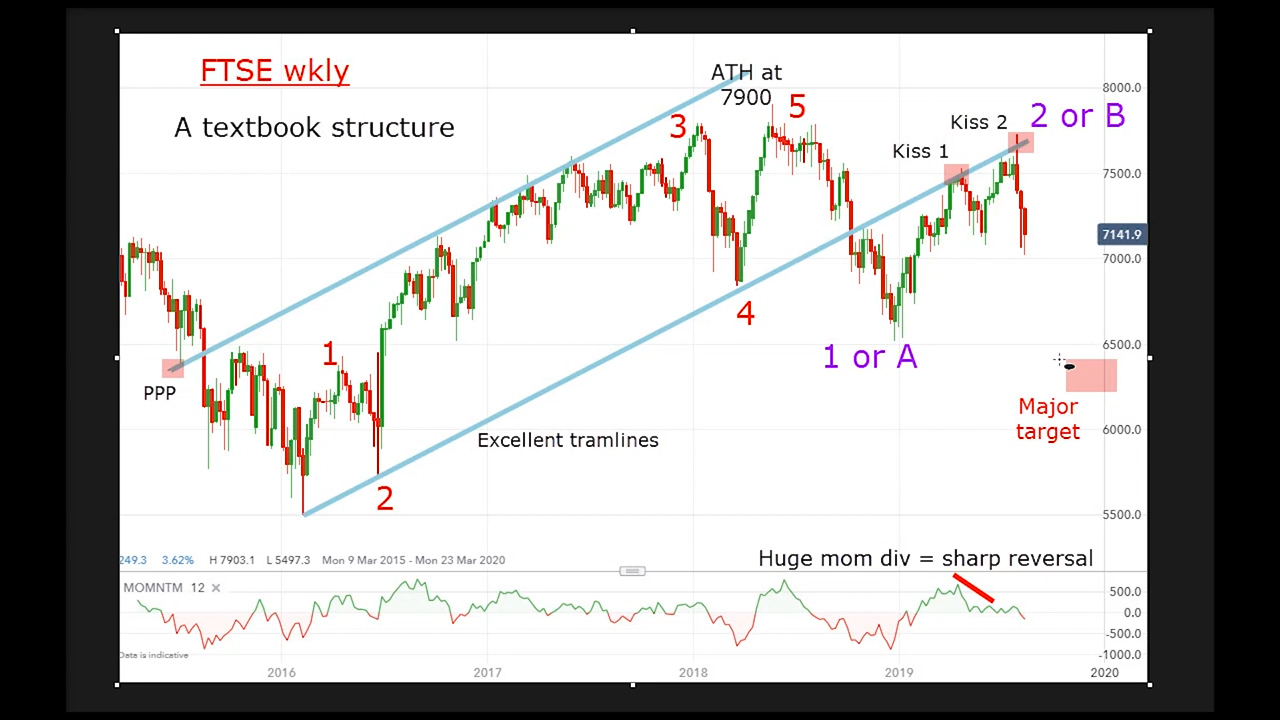 FTSE wkly
ATH at
7900
8000.0
A textbook structure
3
5
Kiss 2
2 or B
Kiss 1
7500.0
7141.9
7000.0
4
1
1 or A
6500.0
PPP
Major
target
Excellent tramlines
6000.0
2
5500.0
249.3 3.62% H 7903.1 L 5497.3 Mon 9 Mar 2015 - Mon 23 Mar 2020
Huge mom div = sharp reversal
MOMNTM 12
500.0
0.0
-500.0
-1000.0
Data is indicative
2016 2017 2018 2019 2020